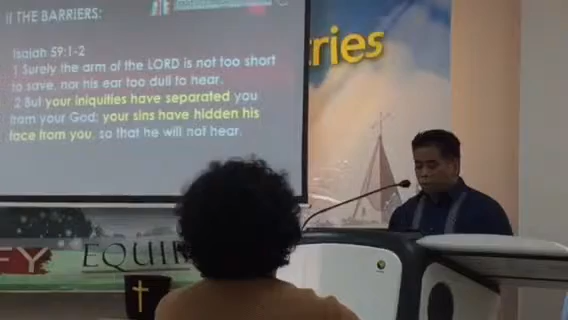 II THE BARRIERS:
Isaiah 59:1-2
1 Surely the arm of the LORD is not too short
to save, nor his ear too dull to hear.
2 But your iniquities have separated you
from your God; your sins have hidden his
face from you, so that he will not hear.
ries
FY
EQUIP